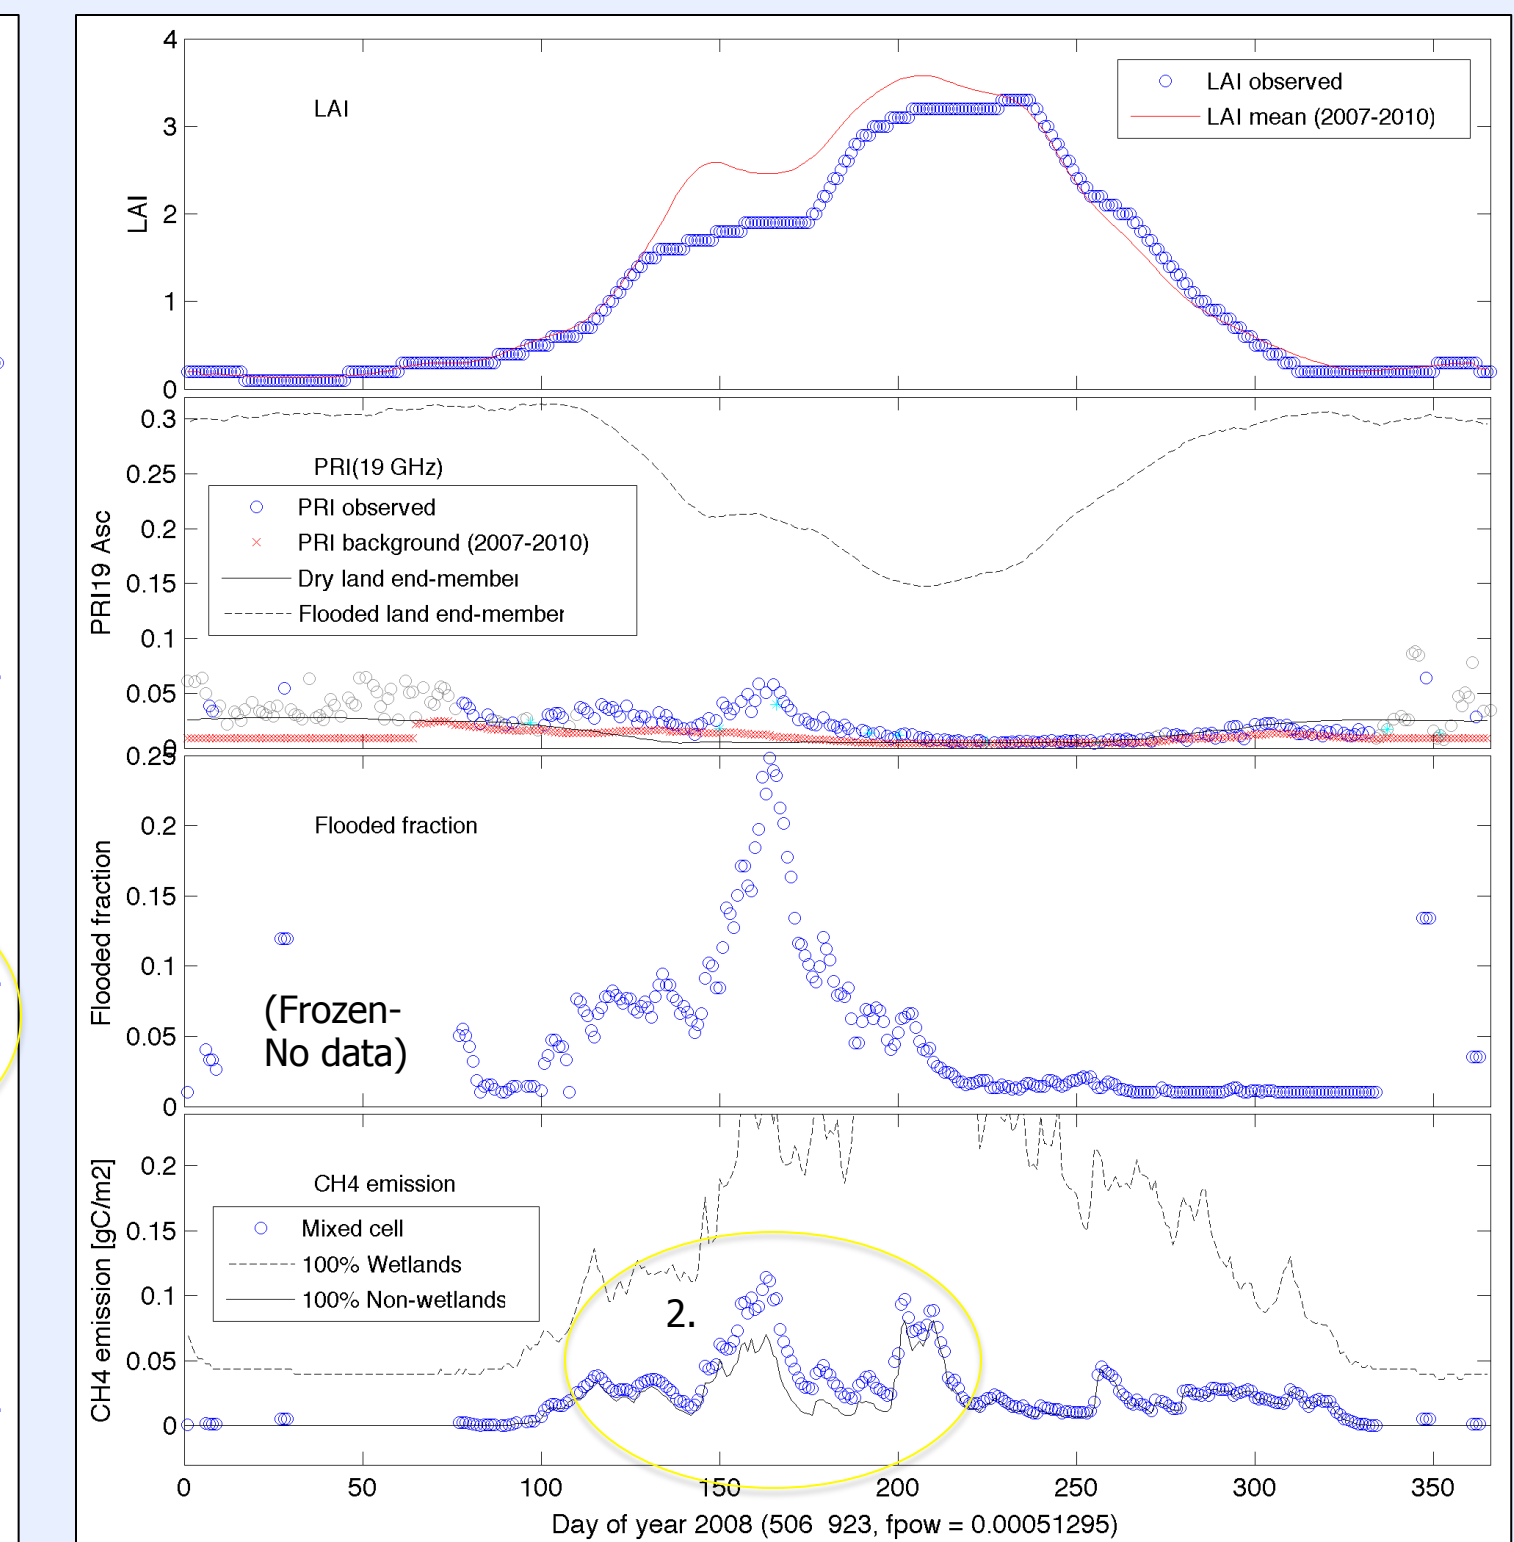 4
3
2
1
0
LAI
LAI
LAI observed
LAI mean (2007-2010)
0.3
0.25
0.2
0.15
0.1
0.05
0
PRI19 Asc
PRI(19 GHz)
PRI observed
PRI background (2007-2010)
Dry land end-member
Flooded land end-member
0.25
0.2
0.15
0.1
0.05
0
Flooded fraction
Flooded fraction
(Frozen-
No data)
0.2
0.15
0.1
0.05
0
CH4 emission [gC/m2]
CH4 emission
Mixed cell
100% Wetlands
100% Non-wetlands
2.
0 50 100 150 200 250 300 350
Day of year 2008 (506 923, fpow = 0.00051295)